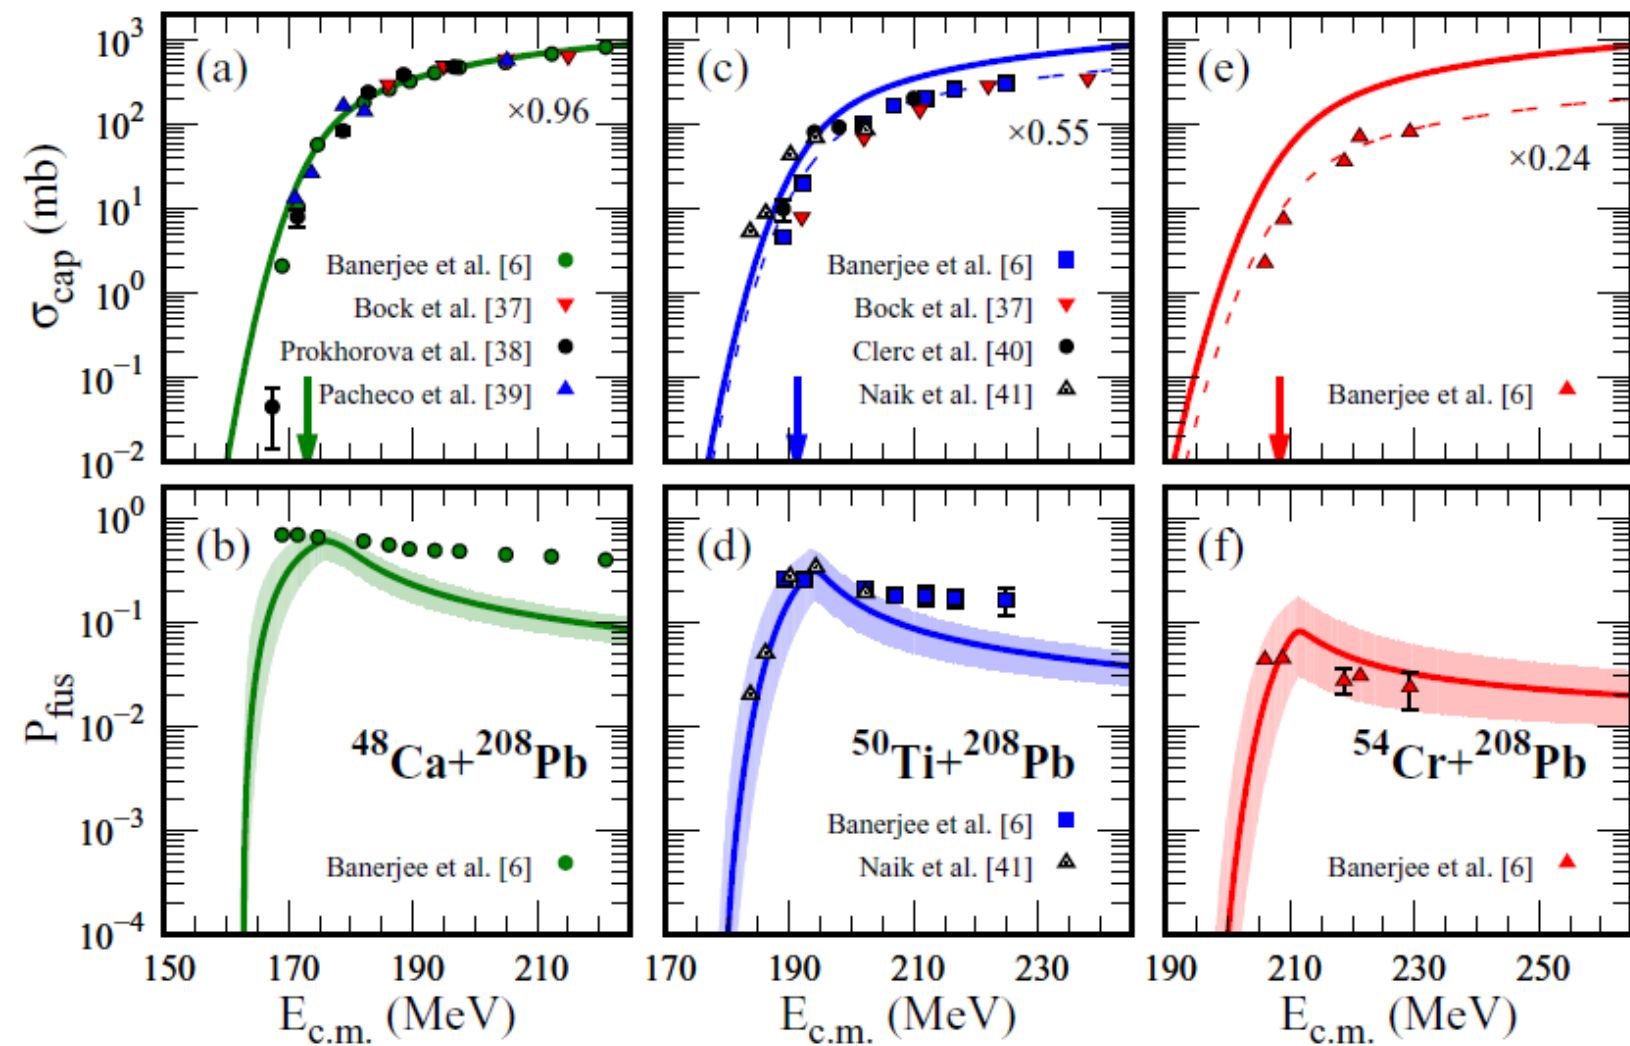 10³
10²
10¹
10⁰
10⁻¹
10⁻²
σ_cap (mb)
(a)
×0.96
Banerjee et al. [6]
Bock et al. [37]
Prokhorova et al. [38]
Pacheco et al. [39]
(c)
×0.55
Banerjee et al. [6]
Bock et al. [37]
Clerc et al. [40]
Naik et al. [41]
(e)
×0.24
Banerjee et al. [6]
10⁰
10⁻¹
10⁻²
10⁻³
10⁻⁴
P_fus
(b)
⁴⁸Ca+²⁰⁸Pb
Banerjee et al. [6]
(d)
⁵⁰Ti+²⁰⁸Pb
Banerjee et al. [6]
Naik et al. [41]
(f)
⁵⁴Cr+²⁰⁸Pb
Banerjee et al. [6]
150 170 190 210
170 190 210 230
190 210 230 250
E_c.m. (MeV)
E_c.m. (MeV)
E_c.m. (MeV)